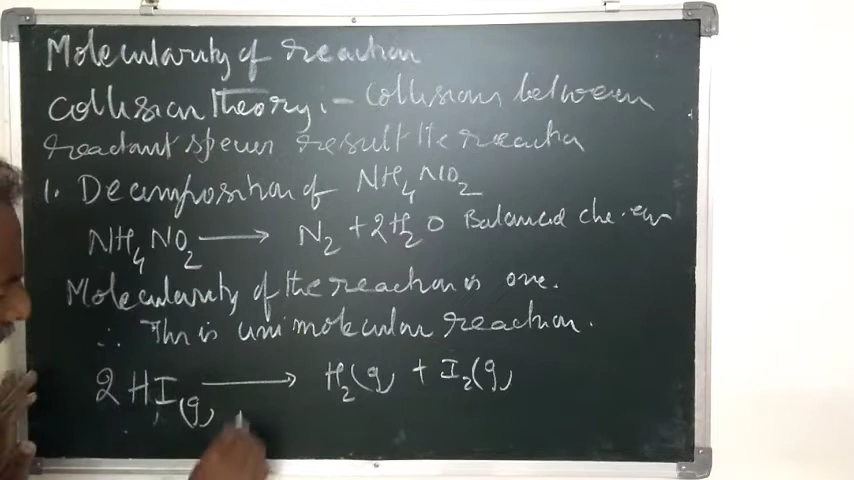 Molecularity of reaction
Collision Theory :- Collisions between
reactant species result the reaction
1. Decomposition of NH₄NO₂
NH₄NO₂ ⟶ N₂ + 2H₂O Balanced che. eqn
Molecularity of the reaction is one.
∴ This is unimolecular reaction.
2HI(g) ⟶ H₂(g) + I₂(g)